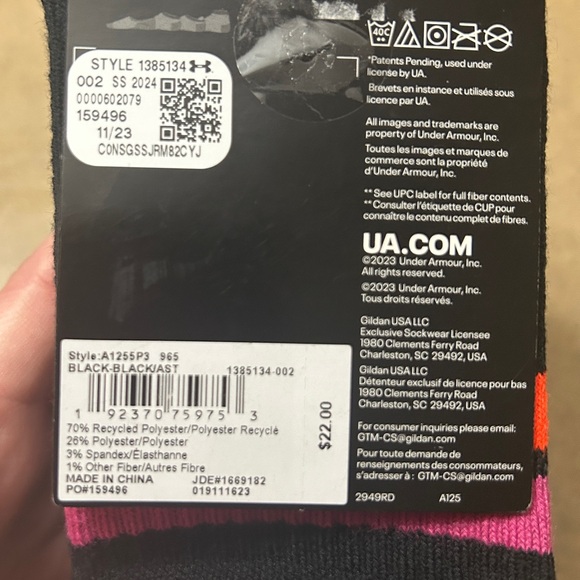 STYLE 1385134
002 SS 2024
0000602079
159496
11/23
C0NSGSSJRM82CYJ
40C
*Patents Pending, used under
license by UA.
Brevets en instance et utilisés sous
licence par UA.
All images and trademarks are
property of Under Armour, Inc.
Toutes les images et marques de
commerce sont la propriété
d'Under Armour, Inc.
**See UPC label for full fiber contents.
**Consulter l'étiquette de CUP pour
connaître le contenu complet de fibres.
UA.COM
©2023 Under Armour, Inc.
All rights reserved.
©2023 Under Armour, Inc.
Tous droits réservés.
Gildan USA LLC
Exclusive Sockwear Licensee
1980 Clements Ferry Road
Charleston, SC 29492, USA
Gildan USA LLC
Détenteur exclusif de licence pour bas
1980 Clements Ferry Road
Charleston, SC 29492, USA
For consumer inquiries please email:
GTM-CS@gildan.com
Pour toute demande de
renseignements des consommateurs,
s'adresser à : GTM-CS@gildan.com
2949RD A125
Style:A1255P3 965
BLACK-BLACK/AST 1385134-002
1 92370 75975 3
70% Recycled Polyester/Polyester Recyclé
26% Polyester/Polyester
3% Spandex/Élasthanne
1% Other Fiber/Autres Fibre
MADE IN CHINA JDE#1669182
PO#159496 019111623
$22.00